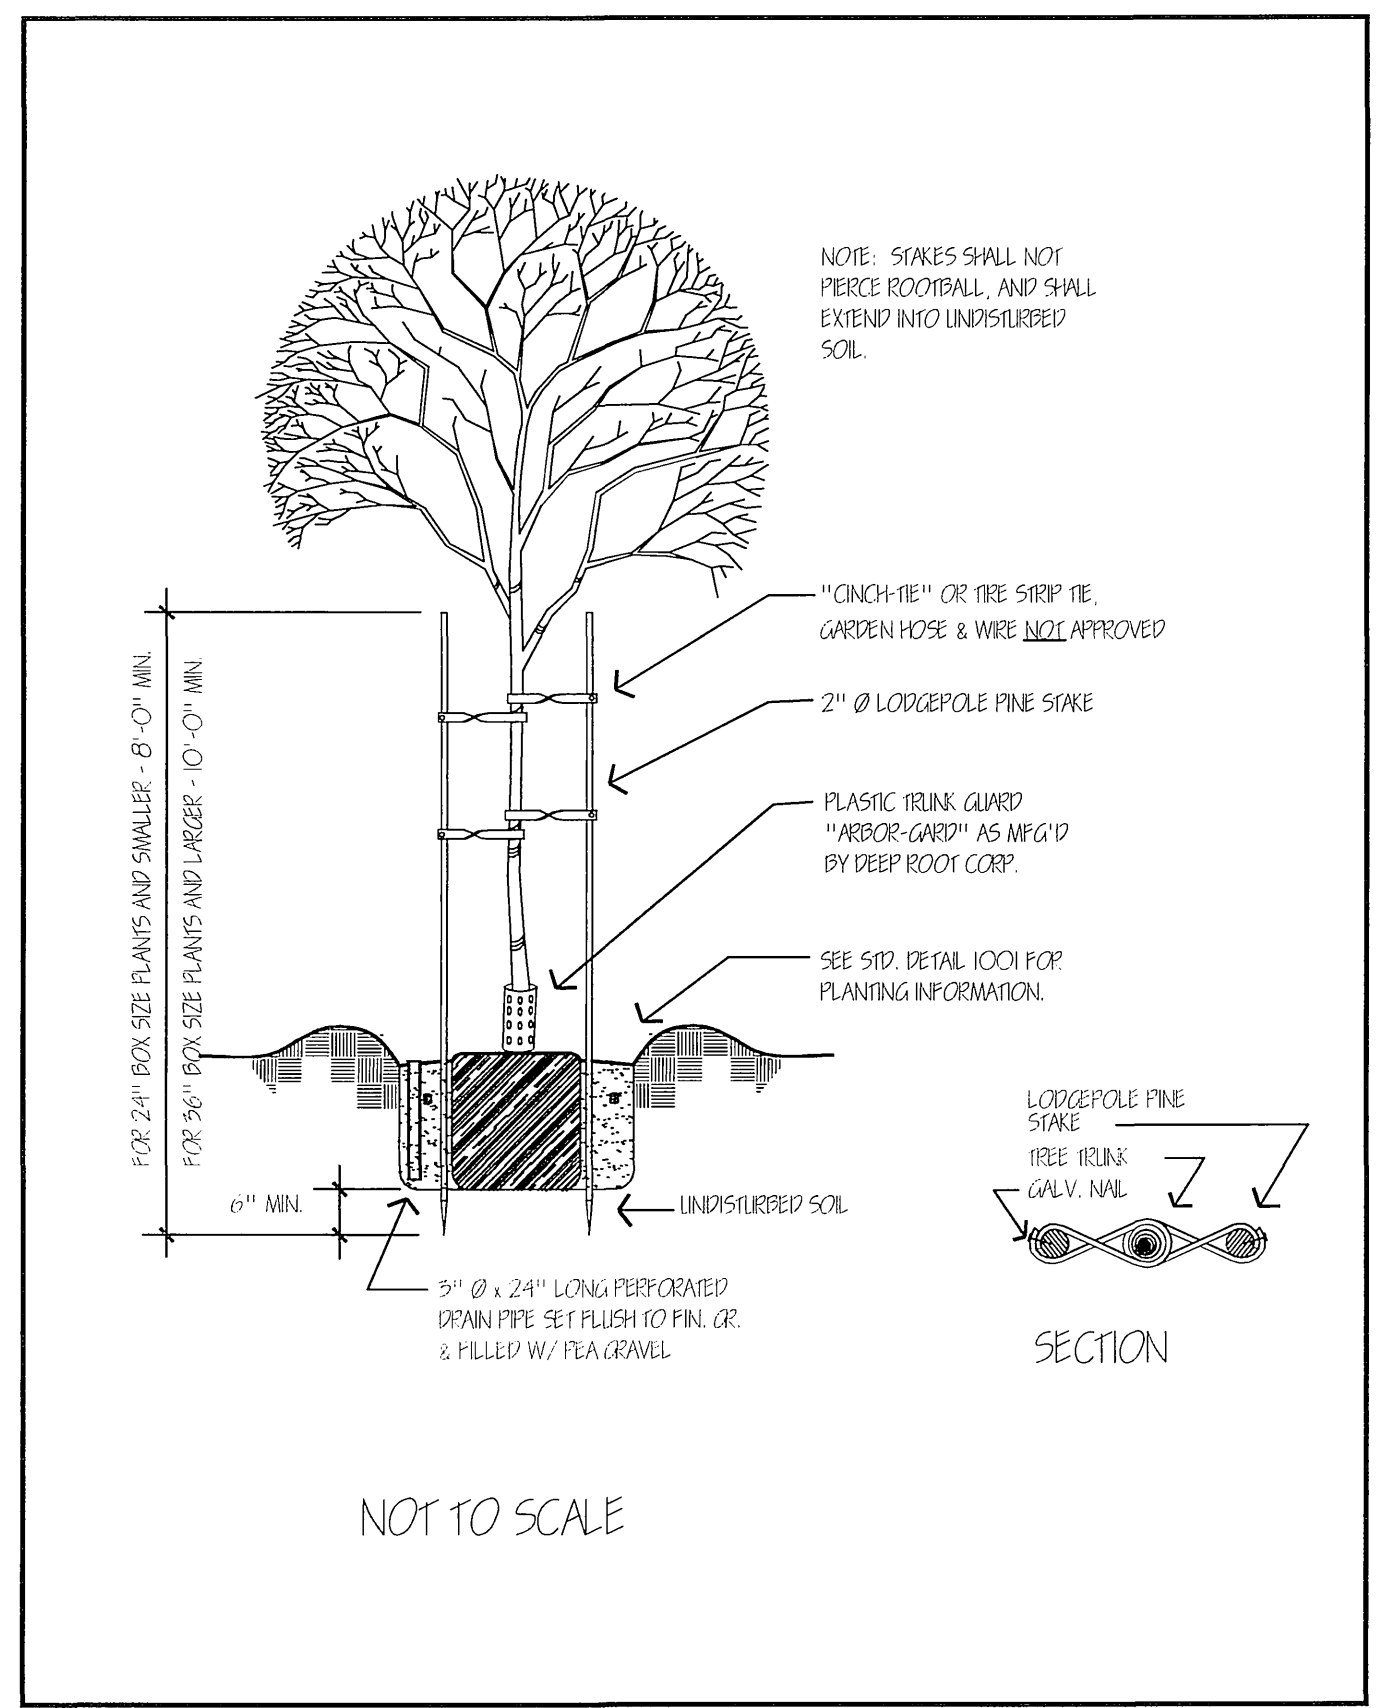 NOTE: STAKES SHALL NOT
PIERCE ROOTBALL, AND SHALL
EXTEND INTO UNDISTURBED
SOIL.
"CINCH-TIE" OR TIRE STRIP TIE,
GARDEN HOSE & WIRE NOT APPROVED
2" Ø LODGEPOLE PINE STAKE
PLASTIC TRUNK GUARD
"ARBOR-GARD" AS MFG'D
BY DEEP ROOT CORP.
SEE STD. DETAIL 1001 FOR
PLANTING INFORMATION.
FOR 24" BOX SIZE PLANTS AND SMALLER - 8'-0" MIN.
FOR 36" BOX SIZE PLANTS AND LARGER - 10'-0" MIN.
6" MIN.
UNDISTURBED SOIL
3" Ø x 24" LONG PERFORATED
DRAIN PIPE SET FLUSH TO FIN. GR.
& FILLED W/ PEA GRAVEL
LODGEPOLE PINE
STAKE
TREE TRUNK
GALV. NAIL
SECTION
NOT TO SCALE